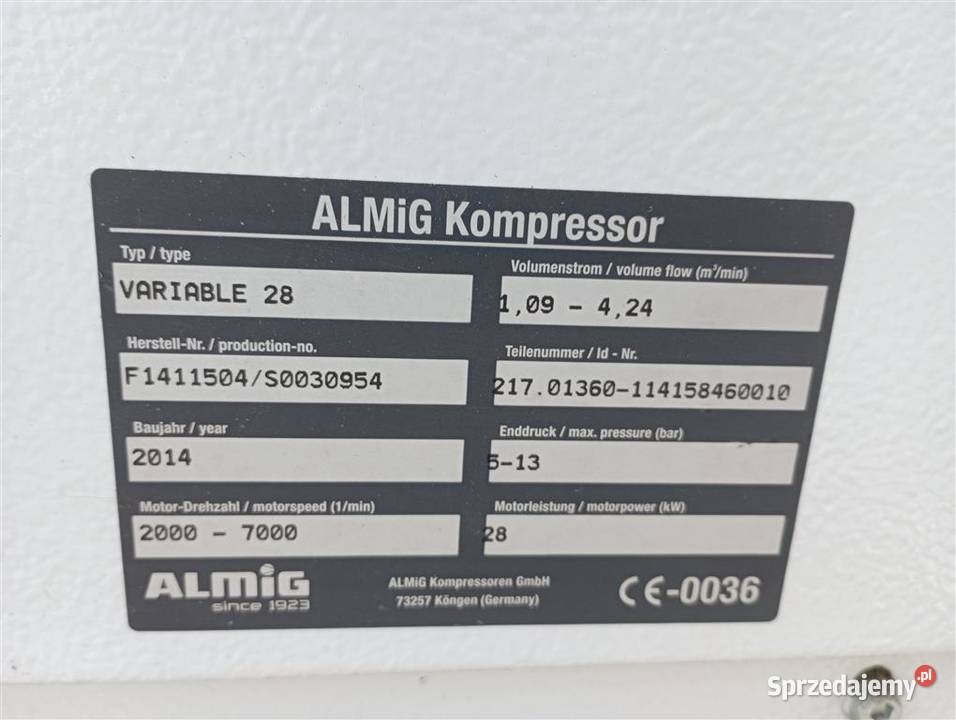 ALMiG Kompressor
Typ / type
VARIABLE 28
Volumenstrom / volume flow (m³/min)
1,09 - 4,24
Herstell-Nr. / production-no.
F1411504/S0030954
Teilenummer / Id - Nr.
217.01360-114158460010
Baujahr / year
2014
Enddruck / max. pressure (bar)
5-13
Motor-Drehzahl / motorspeed (1/min)
2000 - 7000
Motorleistung / motorpower (kW)
28
ALMiG
since 1923
ALMiG Kompressoren GmbH
73257 Köngen (Germany)
CE-0036
Sprzedajemy.pl